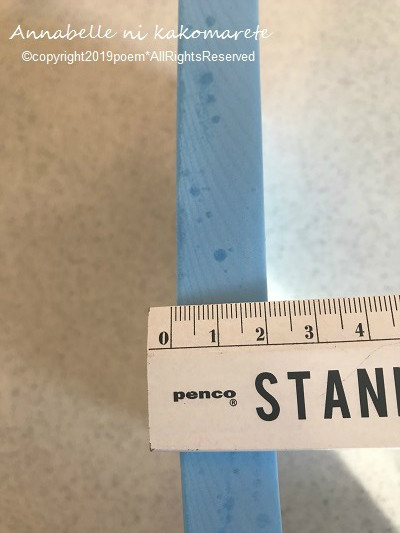 Annabelle ni kakomarete
©copyright2019poem*AllRightsReserved
0 1 2 3 4
penco®
STAN